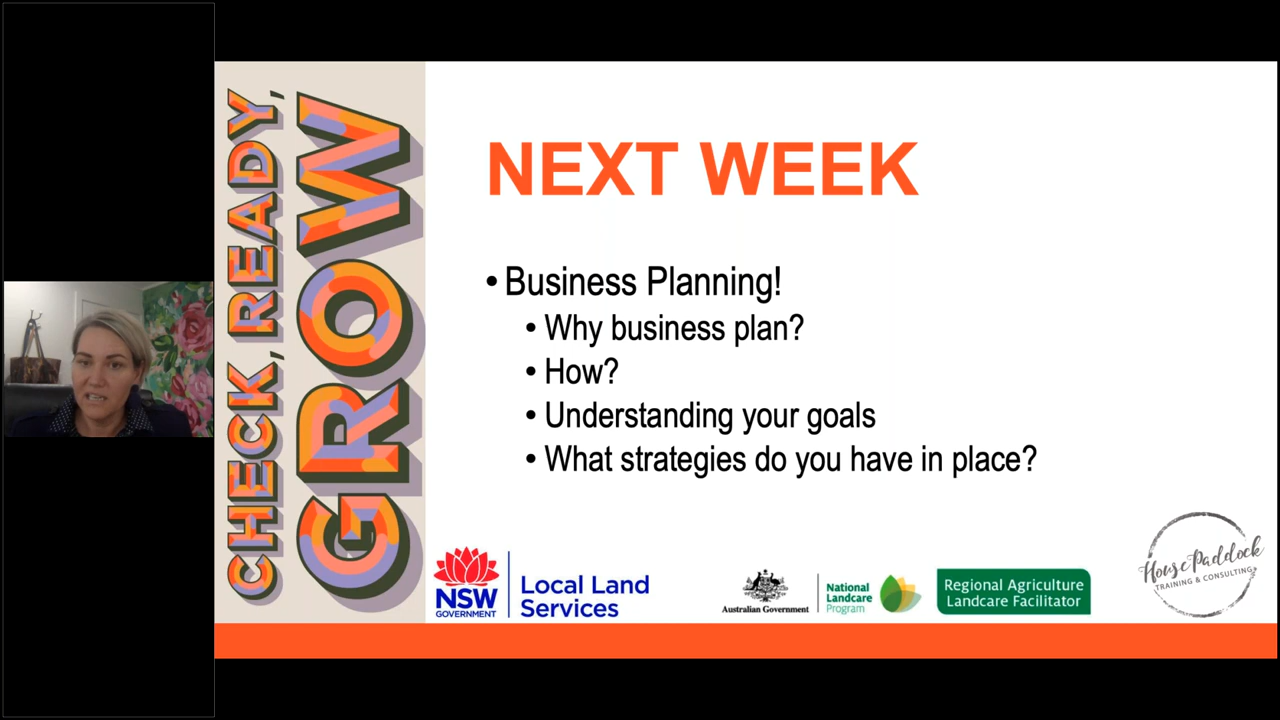 CHECK, READY,
GROW
NEXT WEEK
• Business Planning!
• Why business plan?
• How?
• Understanding your goals
• What strategies do you have in place?
NSW
GOVERNMENT
Local Land
Services
Australian Government
National
Landcare
Program
Regional Agriculture
Landcare Facilitator
House Paddock
TRAINING & CONSULTING